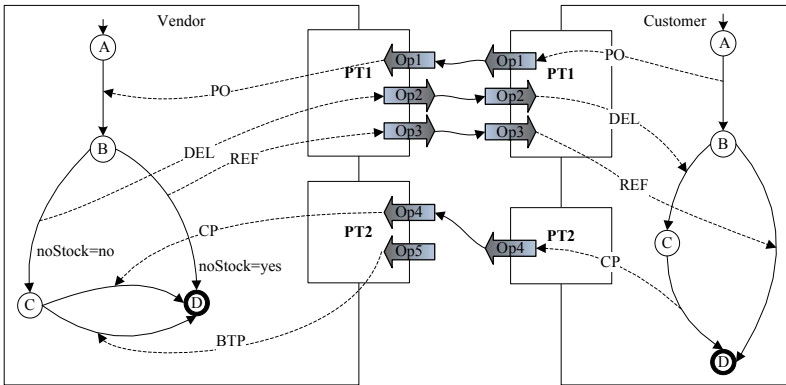 Vendor
Customer
A
A
PT1
Op1
Op1
PT1
PO
PO
Op2
Op2
DEL
DEL
Op3
Op3
B
B
REF
REF
CP
Op4
PT2
Op4
PT2
CP
Op5
noStock=no
noStock=yes
C
C
D
D
BTP